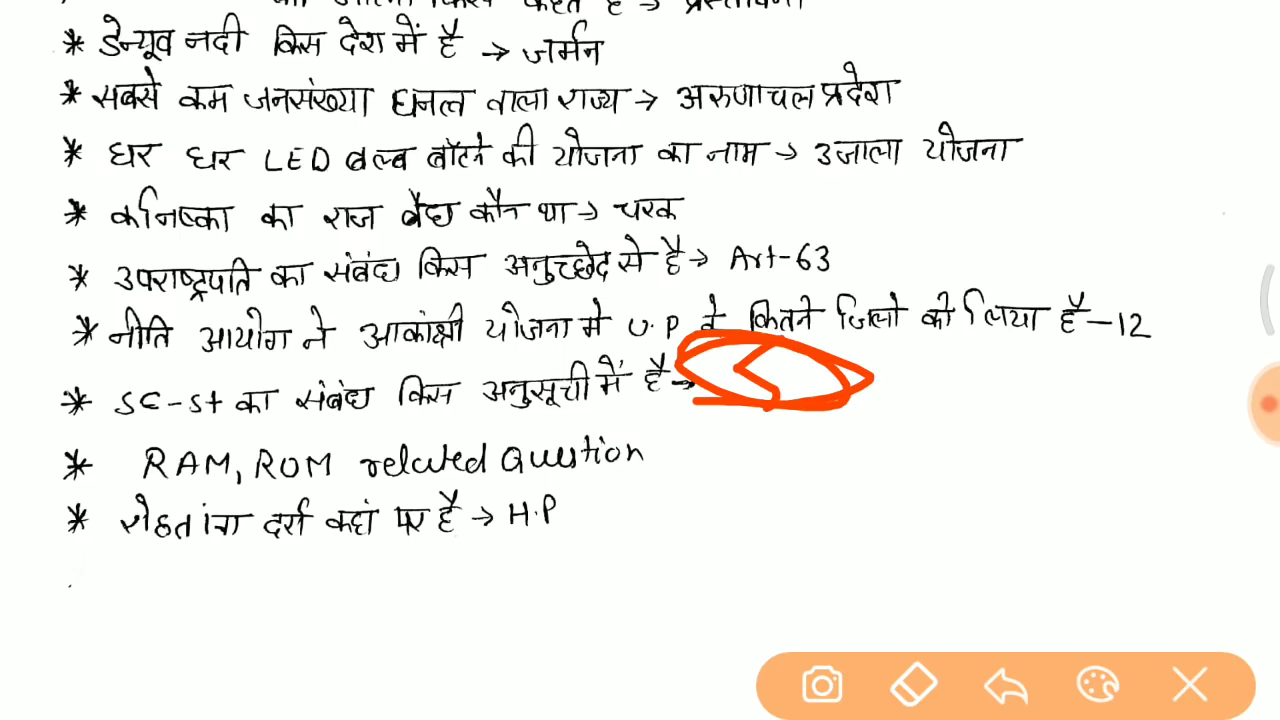 * डेन्यूव नदी किस देश में है → जर्मन
* सबसे कम जनसंख्या घनत्व वाला राज्य → अरुणाचल प्रदेश
* घर घर LED बल्ब बाँटने की योजना का नाम → उजाला योजना
* कनिष्का का राज वैद्य कौन था → चरक
* उपराष्ट्रपति का संबंध किस अनुच्छेद से है → Art-63
* नीति आयोग ने आकांक्षी योजना मे U.P के कितने जिलो को लिया है - 12
* SC-St का संबंध किस अनुसूची में है →
* RAM, ROM related Question
* रोहतांग दर्रा कहां पर है → H.P